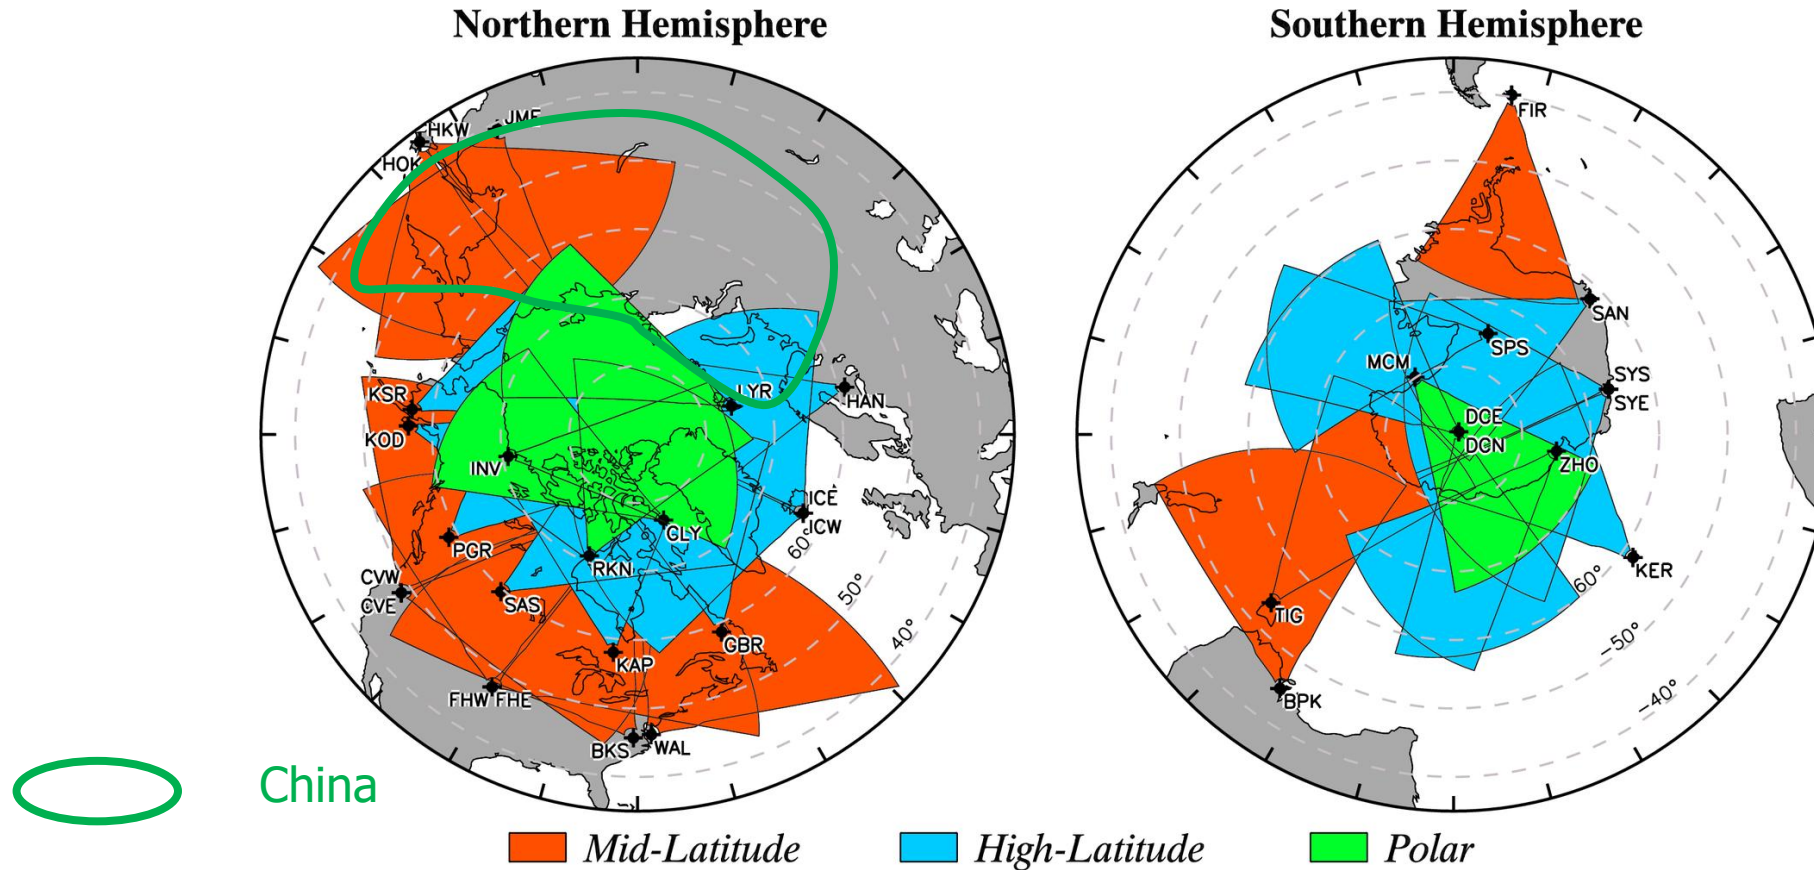 Northern Hemisphere
Southern Hemisphere
HKW
JME
HOK
KSR
KOD
INV
LYR
HAN
ICE
ICW
GLY
RKN
PGR
CVW
CVE
SAS
KAP
GBR
FHW FHE
BKS
WAL
60°
50°
40°
FIR
SAN
SPS
MCM
SYS
SYE
DCE
DCN
ZHO
KER
TIG
BPK
60°
-50°
-40°
China
Mid-Latitude
High-Latitude
Polar